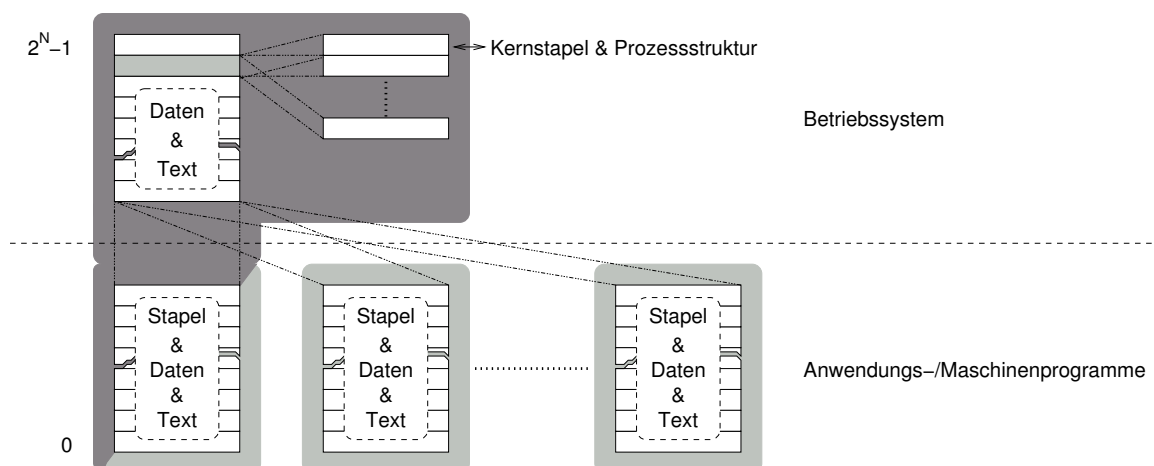 2^N−1
Kernstapel & Prozessstruktur
Daten
&
Text
Betriebssystem
Stapel
&
Daten
&
Text
Stapel
&
Daten
&
Text
Stapel
&
Daten
&
Text
Anwendungs−/Maschinenprogramme
0